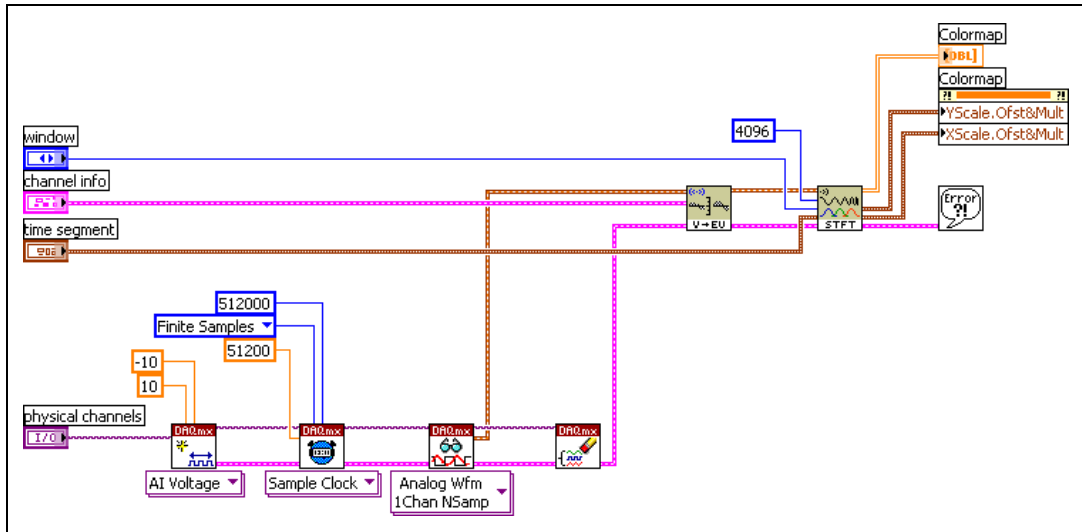 Colormap
[DBL]
Colormap
?! ?!
YScale.Ofst&Mult
XScale.Ofst&Mult
window
4096
channel info
V→EU
STFT
Error
?!
time segment
512000
Finite Samples
51200
-10
10
physical channels
I/O
DAQmx
DAQmx
DAQmx
DAQmx
AI Voltage
Sample Clock
Analog Wfm
1Chan NSamp